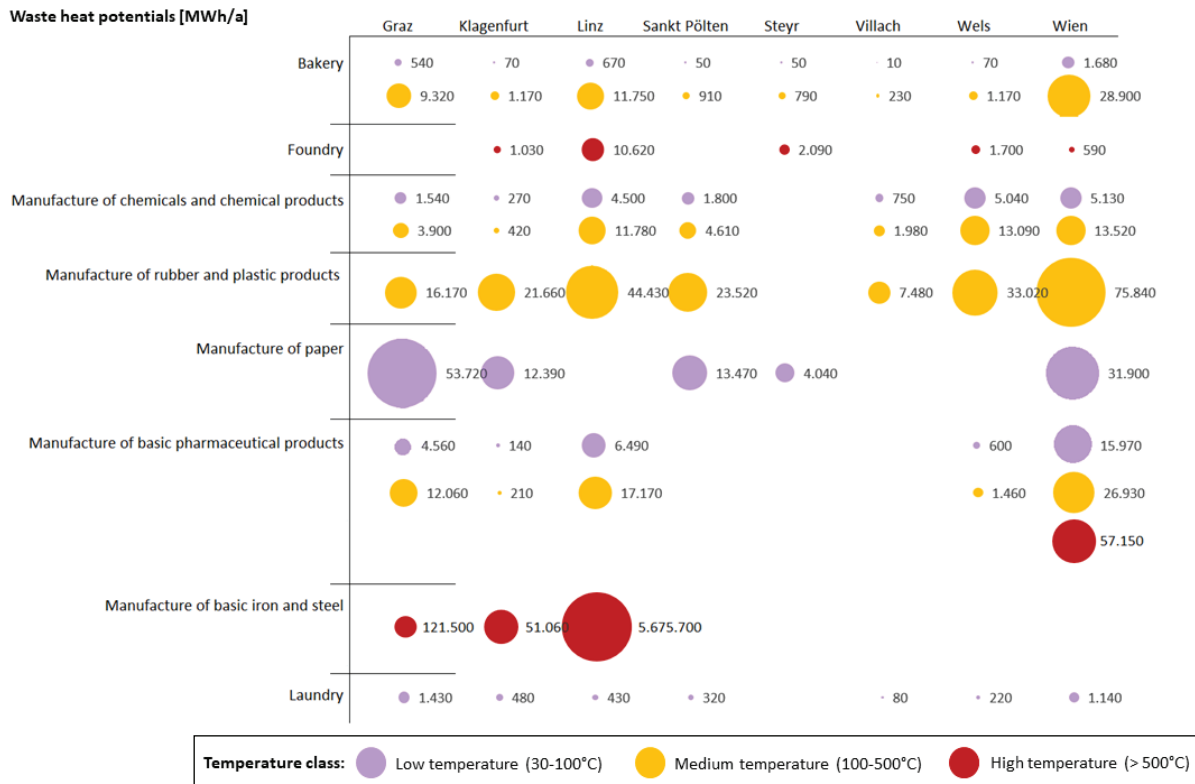 Waste heat potentials [MWh/a]
Graz Klagenfurt Linz Sankt Pölten Steyr Villach Wels Wien
Bakery 540 70 670 50 50 10 70 1.680
9.320 1.170 11.750 910 790 230 1.170 28.900
Foundry 1.030 10.620 2.090 1.700 590
Manufacture of chemicals and chemical products 1.540 270 4.500 1.800 750 5.040 5.130
3.900 420 11.780 4.610 1.980 13.090 13.520
Manufacture of rubber and plastic products 16.170 21.660 44.430 23.520 7.480 33.020 75.840
Manufacture of paper
53.720 12.390 13.470 4.040 31.900
Manufacture of basic pharmaceutical products 4.560 140 6.490 600 15.970
12.060 210 17.170 1.460 26.930
57.150
Manufacture of basic iron and steel
121.500 51.060 5.675.700
Laundry 1.430 480 430 320 80 220 1.140
Temperature class: Low temperature (30-100°C) Medium temperature (100-500°C) High temperature (> 500°C)